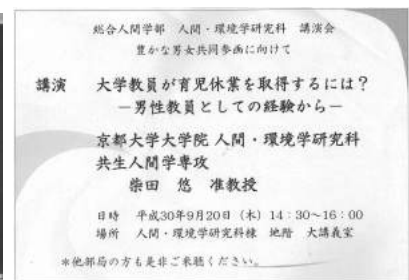 総合人間学部 人間・環境学研究科 講演会
豊かな男女共同参画に向けて
講演 大学教員が育児休業を取得するには？
－男性教員としての経験から－
京都大学大学院 人間・環境学研究科
共生人間学専攻
柴田 悠 准教授
日時 平成30年9月20日（木）14：30～16：00
場所 人間・環境学研究科棟 地階 大講義室
＊他部局の方も是非ご来聴ください。